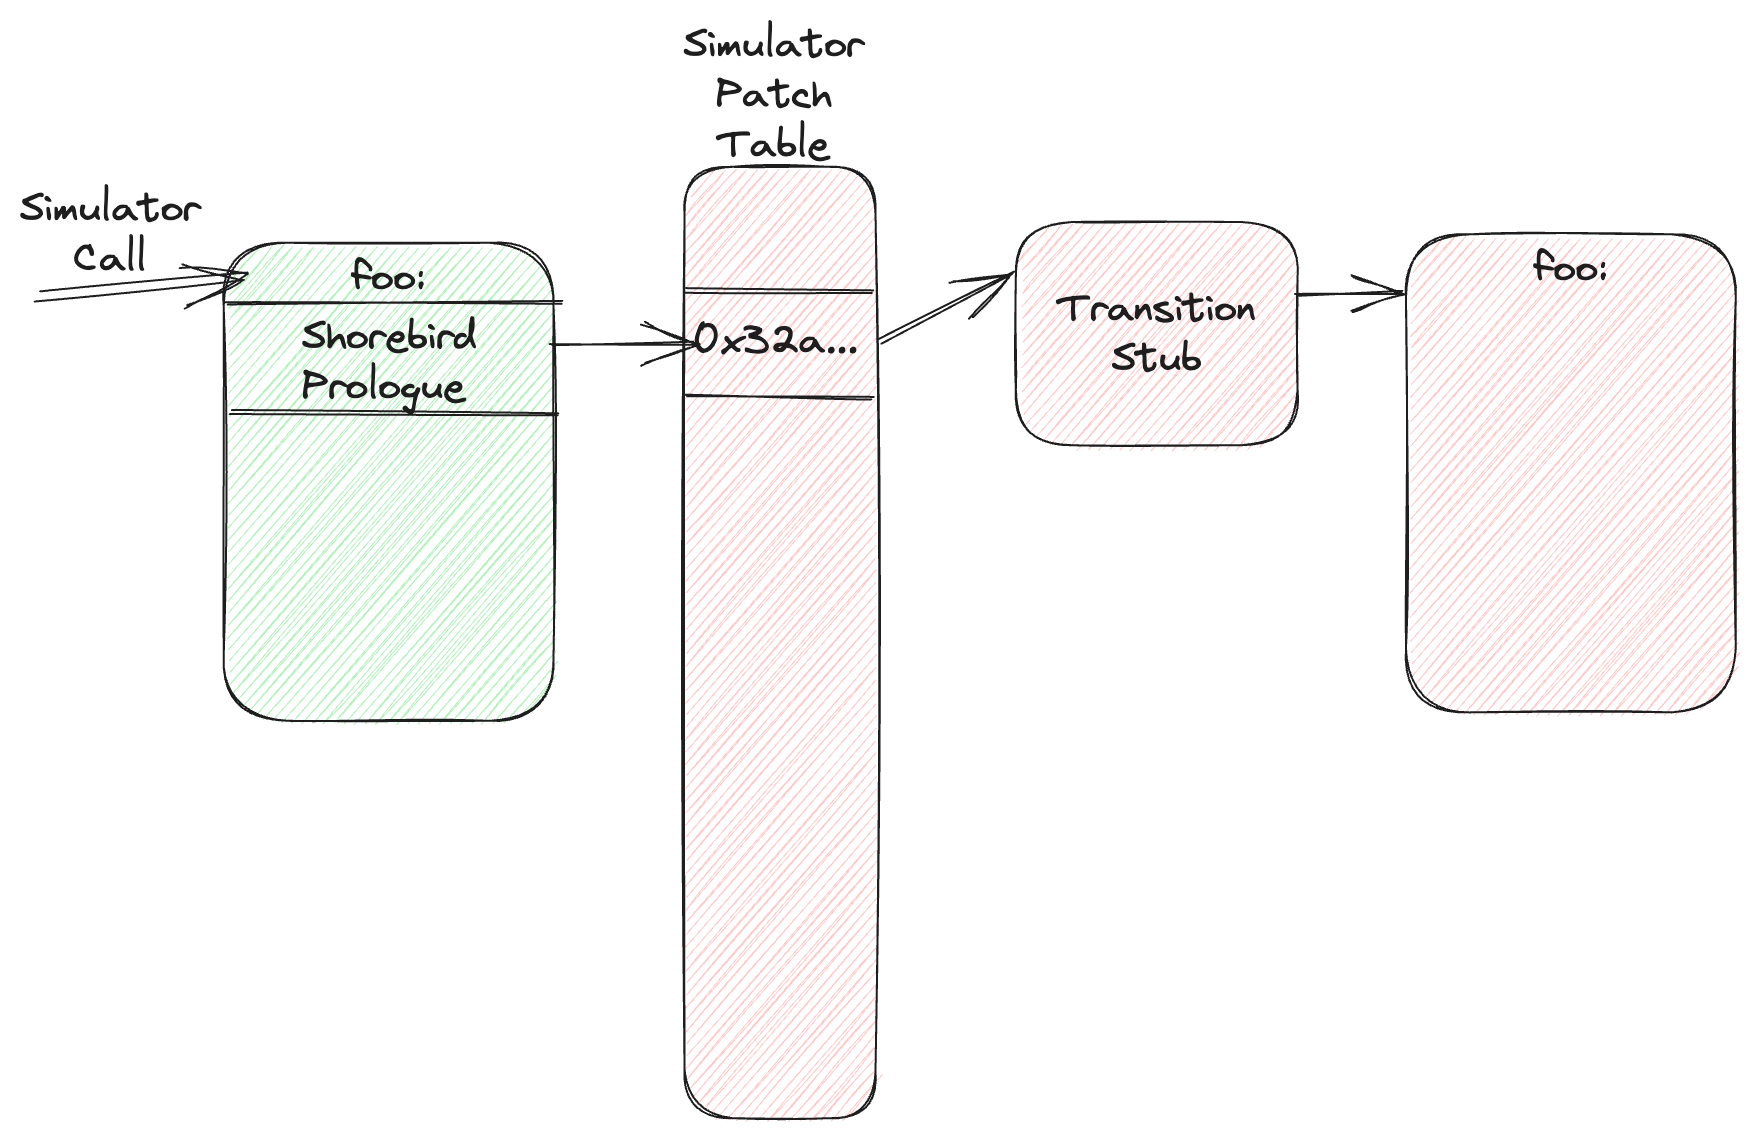 Simulator
Call
foo:
Shorebird
Prologue
Simulator
Patch
Table
0x32a...
Transition
Stub
foo: